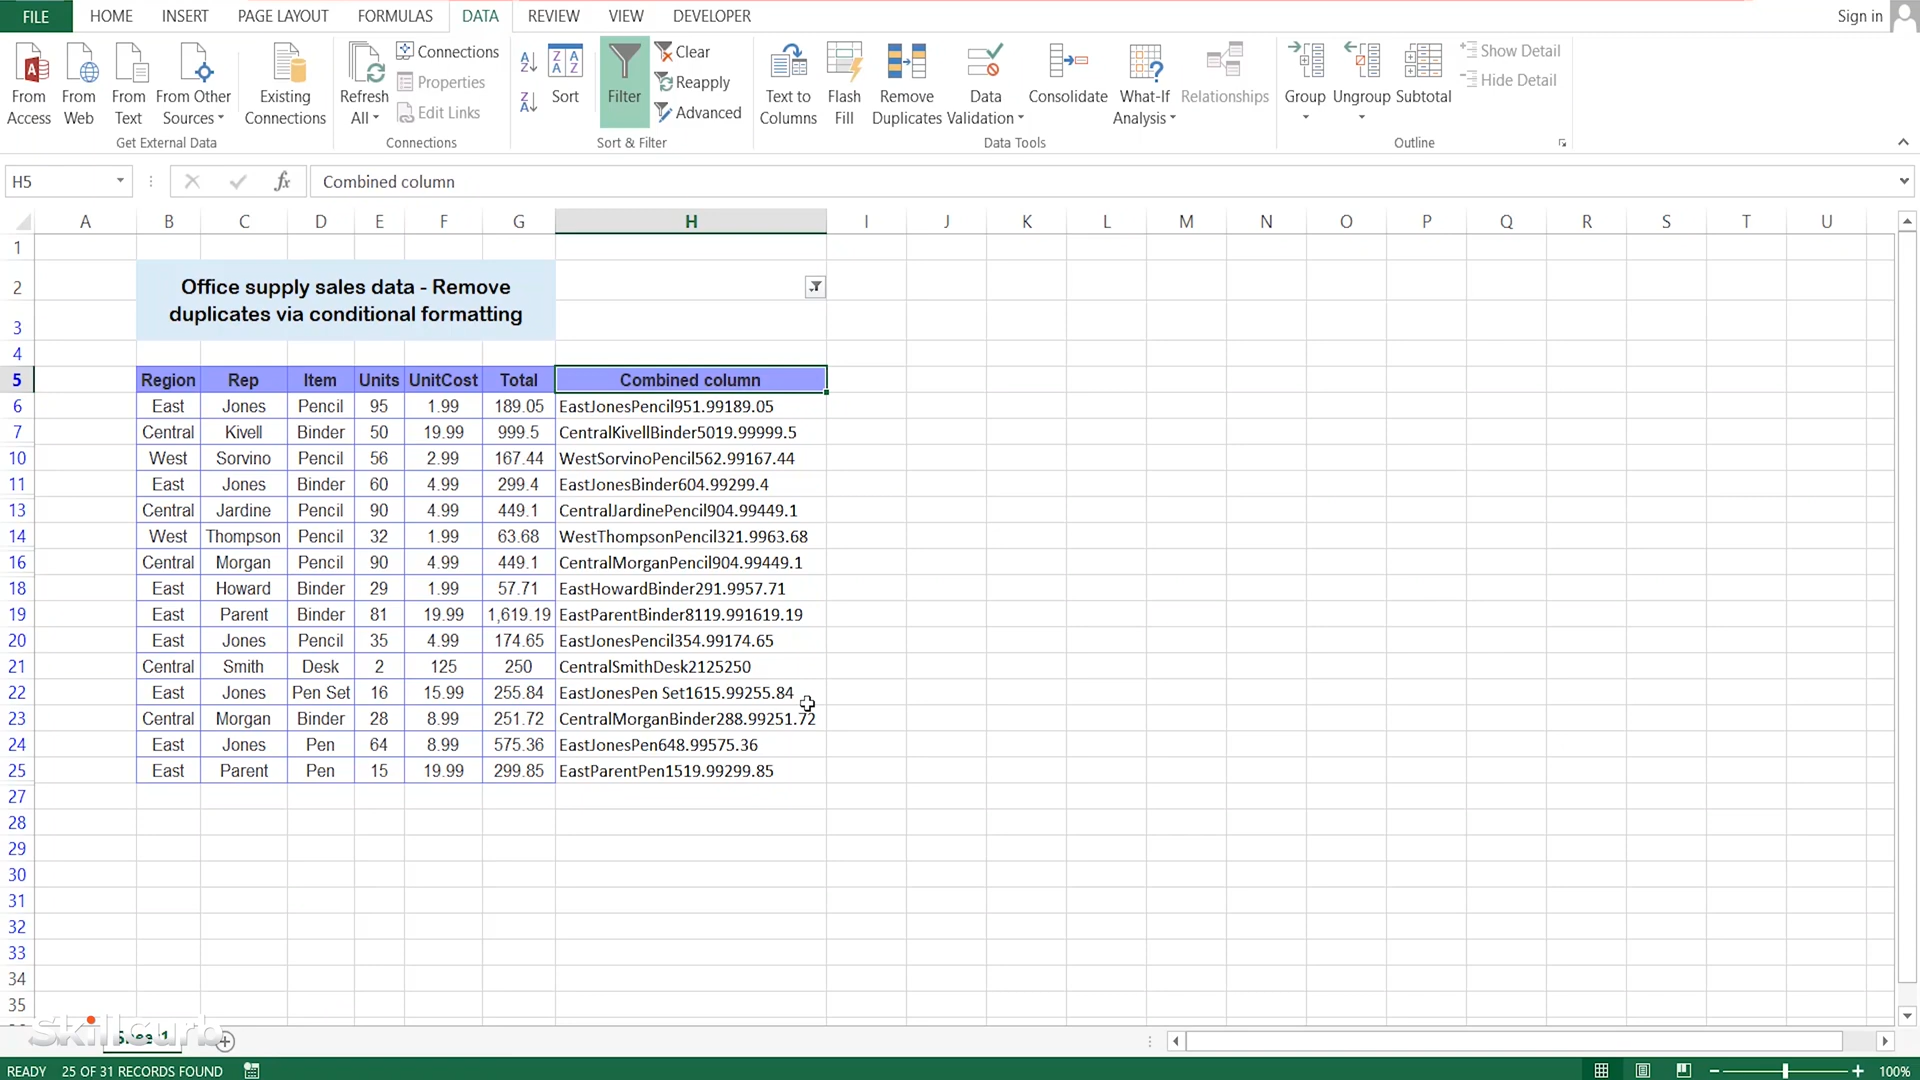 FILE HOME INSERT PAGE LAYOUT FORMULAS DATA REVIEW VIEW DEVELOPER Sign in
From Access
From Web
From Text
From Other Sources
Existing Connections
Get External Data
Refresh All
Connections
Properties
Edit Links
Connections
Sort
Filter
Clear
Reapply
Advanced
Sort & Filter
Text to Columns
Flash Fill
Remove Duplicates
Data Validation
Consolidate
What-If Analysis
Relationships
Data Tools
Group
Ungroup
Subtotal
Show Detail
Hide Detail
Outline
H5 fx Combined column
A B C D E F G H I J K L M N O P Q R S T U
1
2 Office supply sales data - Remove
3 duplicates via conditional formatting
4
5 Region Rep Item Units UnitCost Total Combined column
6 East Jones Pencil 95 1.99 189.05 EastJonesPencil951.99189.05
7 Central Kivell Binder 50 19.99 999.5 CentralKivellBinder5019.99999.5
10 West Sorvino Pencil 56 2.99 167.44 WestSorvinoPencil562.99167.44
11 East Jones Binder 60 4.99 299.4 EastJonesBinder604.99299.4
13 Central Jardine Pencil 90 4.99 449.1 CentralJardinePencil904.99449.1
14 West Thompson Pencil 32 1.99 63.68 WestThompsonPencil321.9963.68
16 Central Morgan Pencil 90 4.99 449.1 CentralMorganPencil904.99449.1
18 East Howard Binder 29 1.99 57.71 EastHowardBinder291.9957.71
19 East Parent Binder 81 19.99 1,619.19 EastParentBinder8119.991619.19
20 East Jones Pencil 35 4.99 174.65 EastJonesPencil354.99174.65
21 Central Smith Desk 2 125 250 CentralSmithDesk2125250
22 East Jones Pen Set 16 15.99 255.84 EastJonesPen Set1615.99255.84
23 Central Morgan Binder 28 8.99 251.72 CentralMorganBinder288.99251.72
24 East Jones Pen 64 8.99 575.36 EastJonesPen648.99575.36
25 East Parent Pen 15 19.99 299.85 EastParentPen1519.99299.85
27
28
29
30
31
32
33
34
35
skillcurb
Sheet1
READY 25 OF 31 RECORDS FOUND 100%